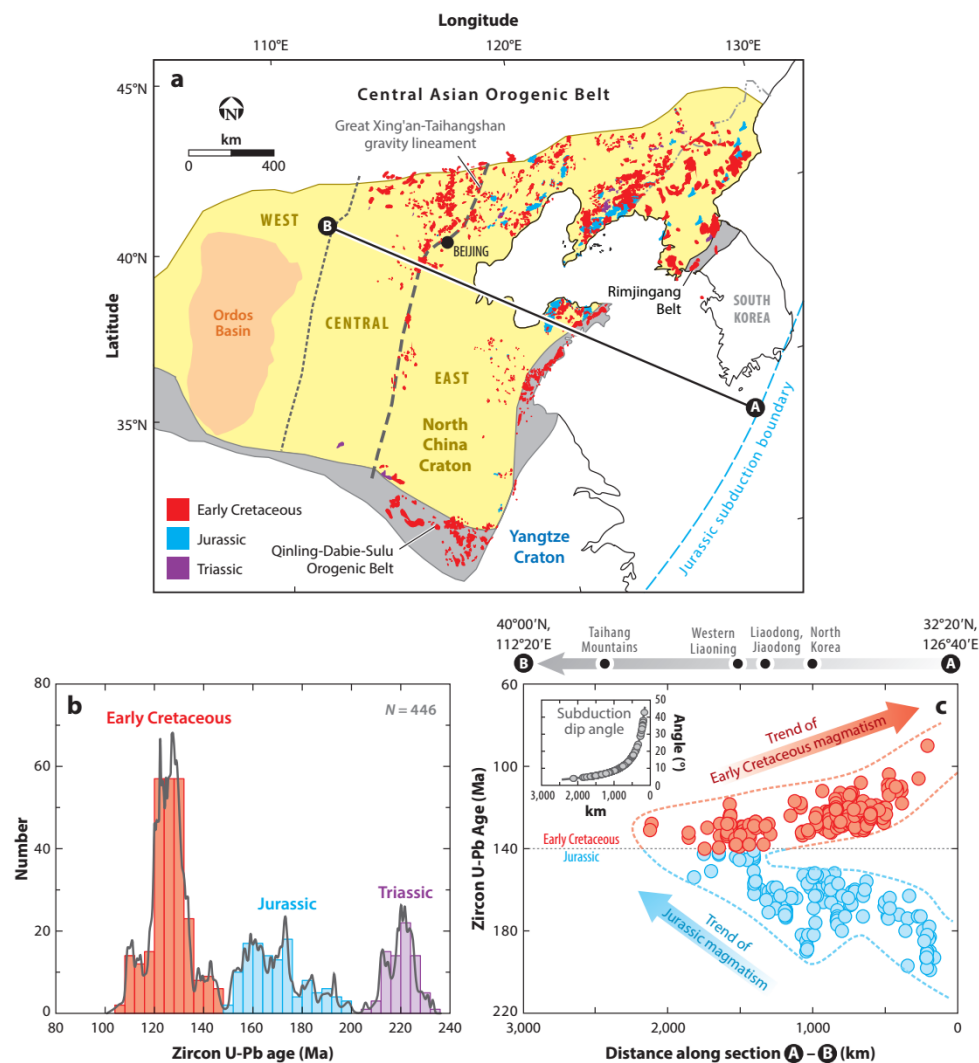 Longitude
110°E 120°E 130°E
a
45°N
Central Asian Orogenic Belt
N
Great Xing'an-Taihangshan
gravity lineament
km
0 400
WEST
B
BEIJING
40°N
Rimjingang
Belt
SOUTH
KOREA
Ordos
Basin
CENTRAL
Latitude
EAST
A
35°N
North
China
Craton
Early Cretaceous
Jurassic
Triassic
Qinling-Dabie-Sulu
Orogenic Belt
Yangtze
Craton
Jurassic subduction boundary
b
N = 446
Early Cretaceous
Jurassic
Triassic
Number
80
60
40
20
0
80 100 120 140 160 180 200 220 240
Zircon U-Pb age (Ma)
40°00'N,
112°20'E
B
Taihang
Mountains
Western
Liaoning
Liaodong,
Jiaodong
North
Korea
32°20'N,
126°40'E
A
c
Subduction
dip angle
Angle (°)
50
40
30
20
10
0
3,000 2,000 1,000 0
km
Trend of
Early Cretaceous magmatism
Early Cretaceous
Jurassic
Trend of
Jurassic magmatism
Zircon U-Pb Age (Ma)
60
100
140
180
220
3,000 2,000 1,000 0
Distance along section A – B (km)